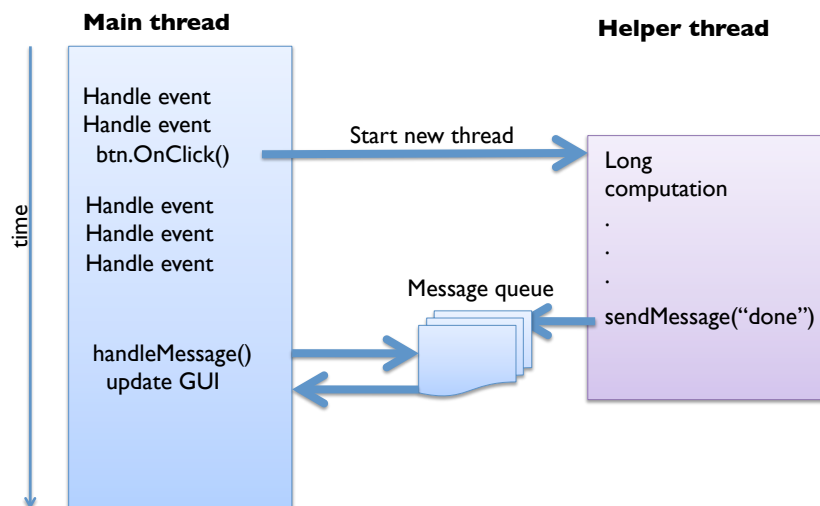 Main thread
Helper thread
time
Handle event
Handle event
btn.OnClick()
Handle event
Handle event
Handle event
handleMessage()
update GUI
Start new thread
Message queue
Long
computation
.
.
.
sendMessage(“done”)